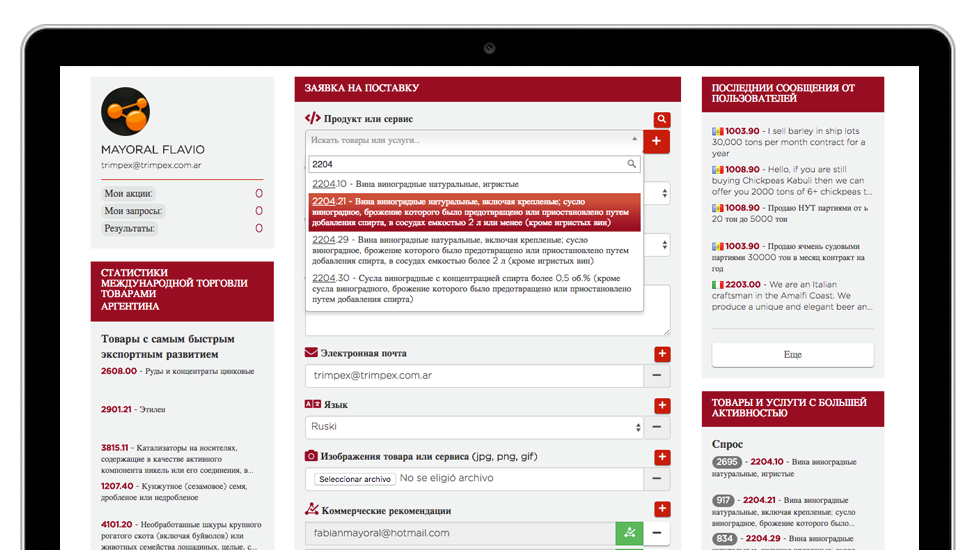 MAYORAL FLAVIO
trimpex@trimpex.com.ar
Мои акции: 0
Мои запросы: 0
Результаты: 0
СТАТИСТИКИ
МЕЖДУНАРОДНОЙ ТОРГОВЛИ
ТОВАРАМИ
АРГЕНТИНА
Товары с самым быстрым
экспортным развитием
2608.00 - Руды и концентраты цинковые
2901.21 - Этилен
3815.11 - Катализаторы на носителях,
содержащие в качестве активного
компонента никель или его соединения, в...
1207.40 - Кунжутное (сезамовое) семя,
дробленое или недробленое
4101.20 - Необработанные шкуры крупного
рогатого скота (включая буйволов) или
животных семейства лошадиных, целые, с...
ЗАЯВКА НА ПОСТАВКУ
Продукт или сервис
Искать товары или услуги...
2204
2204.10 - Вина виноградные натуральные, игристые
2204.21 - Вина виноградные натуральные, включая крепленые; сусло
виноградное, брожение которого было предотвращено или приостановлено путем
добавления спирта, в сосудах емкостью 2 л или менее (кроме игристых вин)
2204.29 - Вина виноградные натуральные, включая крепленые; сусло
виноградное, брожение которого было предотвращено или приостановлено путем
добавления спирта, в сосудах емкостью более 2 л (кроме игристых вин)
2204.30 - Сусла виноградные с концентрацией спирта более 0,5 об.% (кроме
сусла виноградного, брожение которого было предотвращено или приостановлено
путем добавления спирта)
Электронная почта
trimpex@trimpex.com.ar
Язык
Ruski
Изображения товара или сервиса (jpg, png, gif)
Seleccionar archivo No se eligió archivo
Коммерческие рекомендации
fabianmayoral@hotmail.com
ПОСЛЕДНИИ СООБЩЕНИЯ ОТ
ПОЛЬЗОВАТЕЛЕЙ
1003.90 - I sell barley in ship lots
30,000 tons per month contract for a
year
1008.90 - Hello, if you are still
buying Chickpeas Kabuli then we can
offer you 2000 tons of 6+ chickpeas t...
1008.90 - Продаю НУТ партиями от ь
20 тон до 5000 тон
1003.90 - Продаю ячмень судовыми
партиями 30000 тон в месяц контракт на
год
2203.00 - We are an Italian
craftsman in the Amalfi Coast. We
produce a unique and elegant beer an...
Еще
ТОВАРЫ И УСЛУГИ С БОЛЬШЕЙ
АКТИВНОСТЬЮ
Спрос
2695 - 2204.10 - Вина виноградные
натуральные, игристые
917 - 2204.21 - Вина виноградные
натуральные, включая крепленые; сусло
виноградное, брожение которого было...
834 - 2204.29 - Вина виноградные
натуральные, включая крепленые; сусло